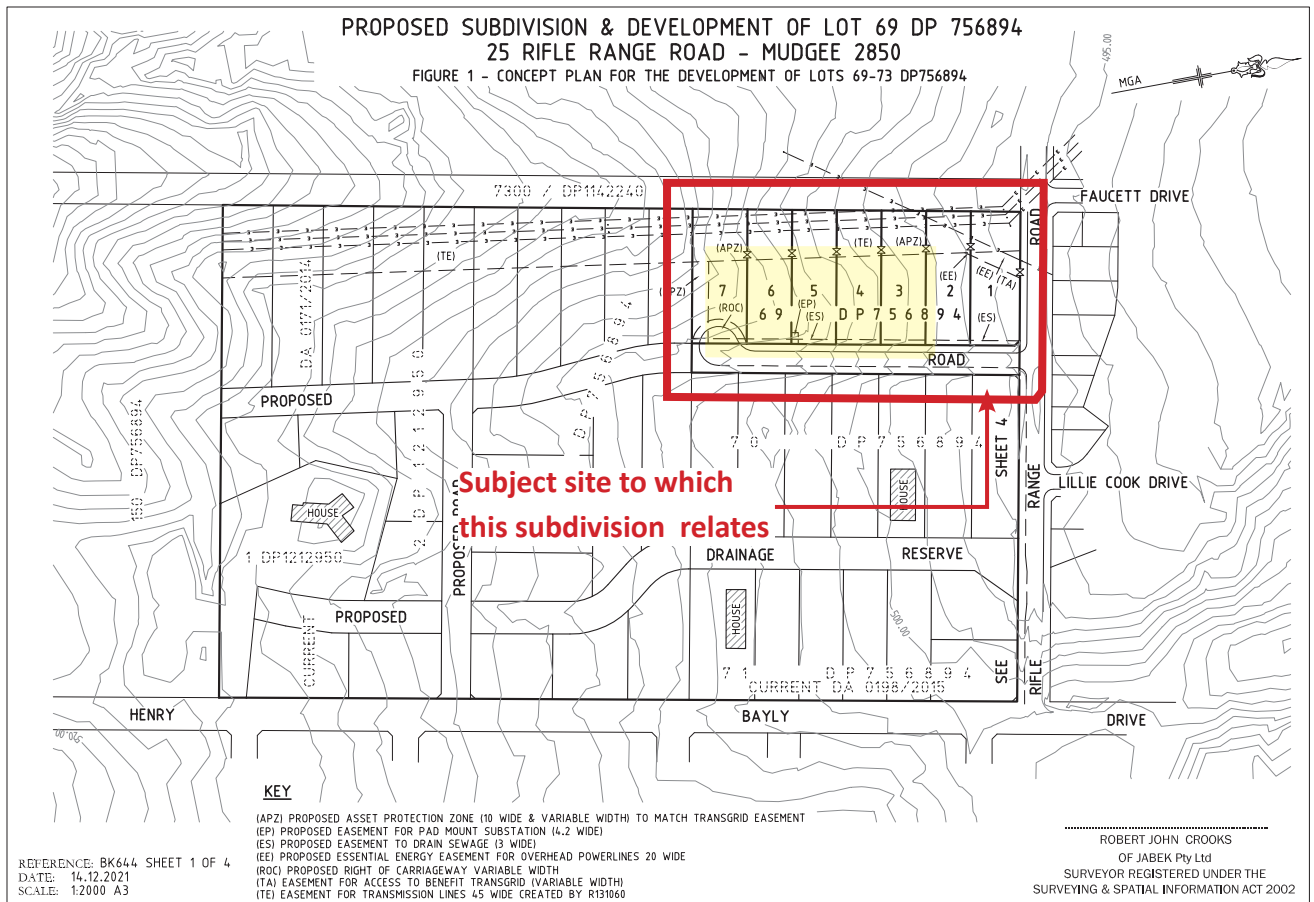 PROPOSED SUBDIVISION & DEVELOPMENT OF LOT 69 DP 756894
25 RIFLE RANGE ROAD - MUDGEE 2850
FIGURE 1 - CONCEPT PLAN FOR THE DEVELOPMENT OF LOTS 69-73 DP756894
495.00
MGA
7300 / DP1142240
FAUCETT DRIVE
ROAD
(TE)
(APZ)
(TE)
(APZ)
(EE)
(EE)
(TA)
7
6
5
4
3
2
1
(ROC)
(EP)
(ES)
(ES)
69 DP756894
ROAD
DA 0171/2014
DP756894
PROPOSED
2 DP 1212950
150 DP756894
70 DP756894
SHEET 4
RANGE
LILLIE COOK DRIVE
Subject site to which
this subdivision relates
HOUSE
HOUSE
1 DP1212950
DRAINAGE RESERVE
HOUSE
PROPOSED
CURRENT
500.00
71 DP756894
CURRENT DA 0198/2015
SEE
RIFLE
HENRY BAYLY DRIVE
520.00
KEY
(APZ) PROPOSED ASSET PROTECTION ZONE (10 WIDE & VARIABLE WIDTH) TO MATCH TRANSGRID EASEMENT
(EP) PROPOSED EASEMENT FOR PAD MOUNT SUBSTATION (4.2 WIDE)
(ES) PROPOSED EASEMENT TO DRAIN SEWAGE (3 WIDE)
(EE) PROPOSED ESSENTIAL ENERGY EASEMENT FOR OVERHEAD POWERLINES 20 WIDE
(ROC) PROPOSED RIGHT OF CARRIAGEWAY VARIABLE WIDTH
(TA) EASEMENT FOR ACCESS TO BENEFIT TRANSGRID (VARIABLE WIDTH)
(TE) EASEMENT FOR TRANSMISSION LINES 45 WIDE CREATED BY R131060
REFERENCE: BK644 SHEET 1 OF 4
DATE: 14.12.2021
SCALE: 1:2000 A3
ROBERT JOHN CROOKS
OF JABEK Pty Ltd
SURVEYOR REGISTERED UNDER THE
SURVEYING & SPATIAL INFORMATION ACT 2002